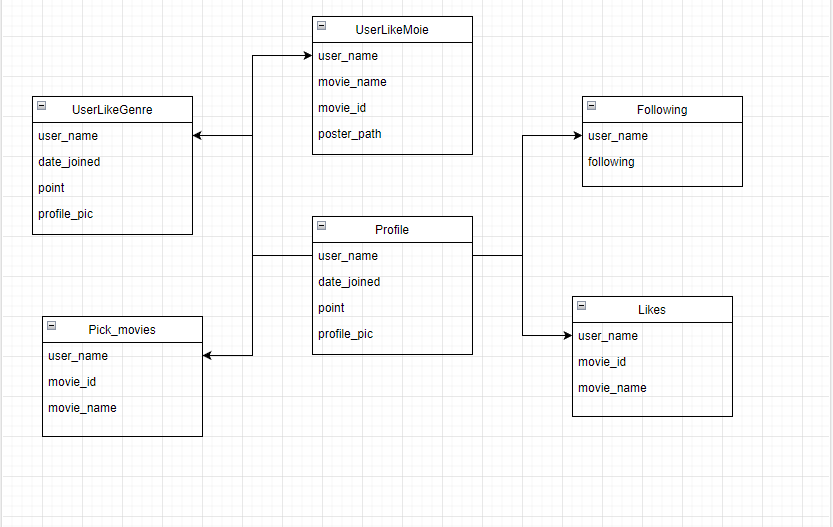 UserLikeMoie
user_name
movie_name
movie_id
poster_path
UserLikeGenre
user_name
date_joined
point
profile_pic
Following
user_name
following
Profile
user_name
date_joined
point
profile_pic
Pick_movies
user_name
movie_id
movie_name
Likes
user_name
movie_id
movie_name